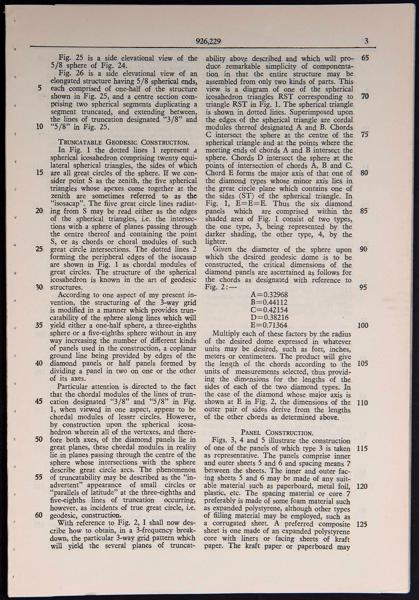 926,229
3
Fig. 25 is a side elevational view of the
5/8 sphere of Fig. 24.
Fig. 26 is a side elevational view of an
elongated structure having 5/8 spherical ends,
5 each comprised of one-half of the structure
shown in Fig. 25, and a centre section com-
prising two spherical segments duplicating a
segment truncated, and extending between,
the lines of truncation designated "3/8" and
10 "5/8" in Fig. 25.
TRUNCATABLE GEODESIC CONSTRUCTION.
In Fig. 1 the dotted lines 1 represent a
spherical icosahedron comprising twenty equi-
lateral spherical triangles, the sides of which
15 are all great circles of the sphere. If we con-
sider point S as the zenith, the five spherical
triangles whose apexes come together at the
zenith are sometimes referred to as the
"isosacp". The five great circle lines radiat-
20 ing from S may be read either as the edges
of the spherical triangles, i.e. the intersec-
tions with a sphere of planes passing through
the centre thereof and containing the point
S, or as chords or choral modules of such
25 great circle intersections. The dotted lines 2
forming the peripheral edges of the icosacap
are shown in Fig. 1 as chordal modules of
great circles. The structure of the spherical
icosahedron is known in the art of geodesic
30 structures.
According to one aspect of my present in-
vention, the structuring of the 3-way grid
is modified in a manner which provides trun-
catability of the sphere along lines which will
35 yield either a one-half sphere, a three-eighths
sphere or a five-eighths sphere without in any
way increasing the number of different kinds
of panels used in the construction, a coplanar
ground line being provided by edges of the
40 diamond panels or half panels formed by
dividing a panel in two on one or the other
of its axes.
Particular attention is directed to the fact
that the chordal modules of the lines of trun-
45 cation designated "3/8" and "5/8" in Fig.
1, when viewed in one aspect, appear to be
chordal modules of lesser circles. However,
by construction upon the spherical icosa-
hedron wherein all of the vertexes, and there-
50 fore both axes, of the diamond panels lie in
great planes, these chordal modules in reality
lie in planes passing through the centre of the
sphere whose intersections with the sphere
describe great circle arcs. The phenomenon
55 of truncatability may be described as the "in-
advertent" appearance of small circles or
"parallels of latitude" at the three-eighths and
five-eighths lines of truncation occurring,
however, as incidents of true great circle, i.e.
60 geodesic, construction.
With reference to Fig. 2, I shall now des-
cribe how to obtain, in a 3-frequency break-
down, the particular 3-way grid pattern which
will yield the several planes of truncat-
ability above described and which will pro- 65
duce remarkable simplicity of componenta-
tion in that the entire structure may be
assembled from only two kinds of parts. This
view is a diagram of one of the spherical
icosahedron triangles RST corresponding to 70
triangle RST in Fig. 1. The spherical triangle
is shown in dotted lines. Superimposed upon
the edges of the spherical triangle are cordal
modules thereof designated A and B. Chords
C intersect the sphere at the centre of the 75
spherical triangle and at the points where the
meeting ends of chords A and B intersect the
sphere. Chords D intersect the sphere at the
points of intersection of chords A, B and C.
Chord E forms the major axis of that one of 80
the diamond types whose minor axis lies in
the great circle plane which contains one of
the sides (ST) of the spherical triangle. In
Fig. 1, E=E=E. Thus the six diamond
panels which are comprised within the 85
shaded area of Fig. 1 consist of two types,
the one type, 3, being represented by the
darker shading, the other type, 4, by the
lighter.
Given the diameter of the sphere upon 90
which the desired geodesic dome is to be
constructed, the critical dimensions of the
diamond panels are ascertained as follows for
the chords as designated with reference to
Fig. 2:— 95
A=0.32968
B=0.44112
C=0.42154
D=0.38216
E=0.71364 100
Multiply each of these factors by the radius
of the desired dome expressed in whatever
units may be desired, such as feet, inches,
meters or centimeters. The product will give
the length of the chords according to the 105
units of measurements selected, thus provid-
ing the dimensions for the lengths of the
sides of each of the two diamond types. In
the case of the diamond whose major axis is
shown at E in Fig. 2, the dimensions of the 110
outer pair of sides derive from the lengths
of the other chords as determined above.
PANEL CONSTRUCTION.
Figs. 3, 4 and 5 illustrate the construction
of one of the panels of which type 3 is taken 115
as representative. The panels comprise inner
and outer sheets 5 and 6 and spacing means 7
between the sheets. The inner and outer fac-
ing sheets 5 and 6 may be made of any suit-
able material such as paperboard, metal foil, 120
plastic, etc. The spacing material or core 7
preferably is made of some foam material such
as expanded polystyrene, although other types
of filling material may be employed, such as
a corrugated sheet. A preferred composite 125
sheet is one made of an expanded polystyrene
core with liners or facing sheets of kraft
paper. The kraft paper or paperboard may